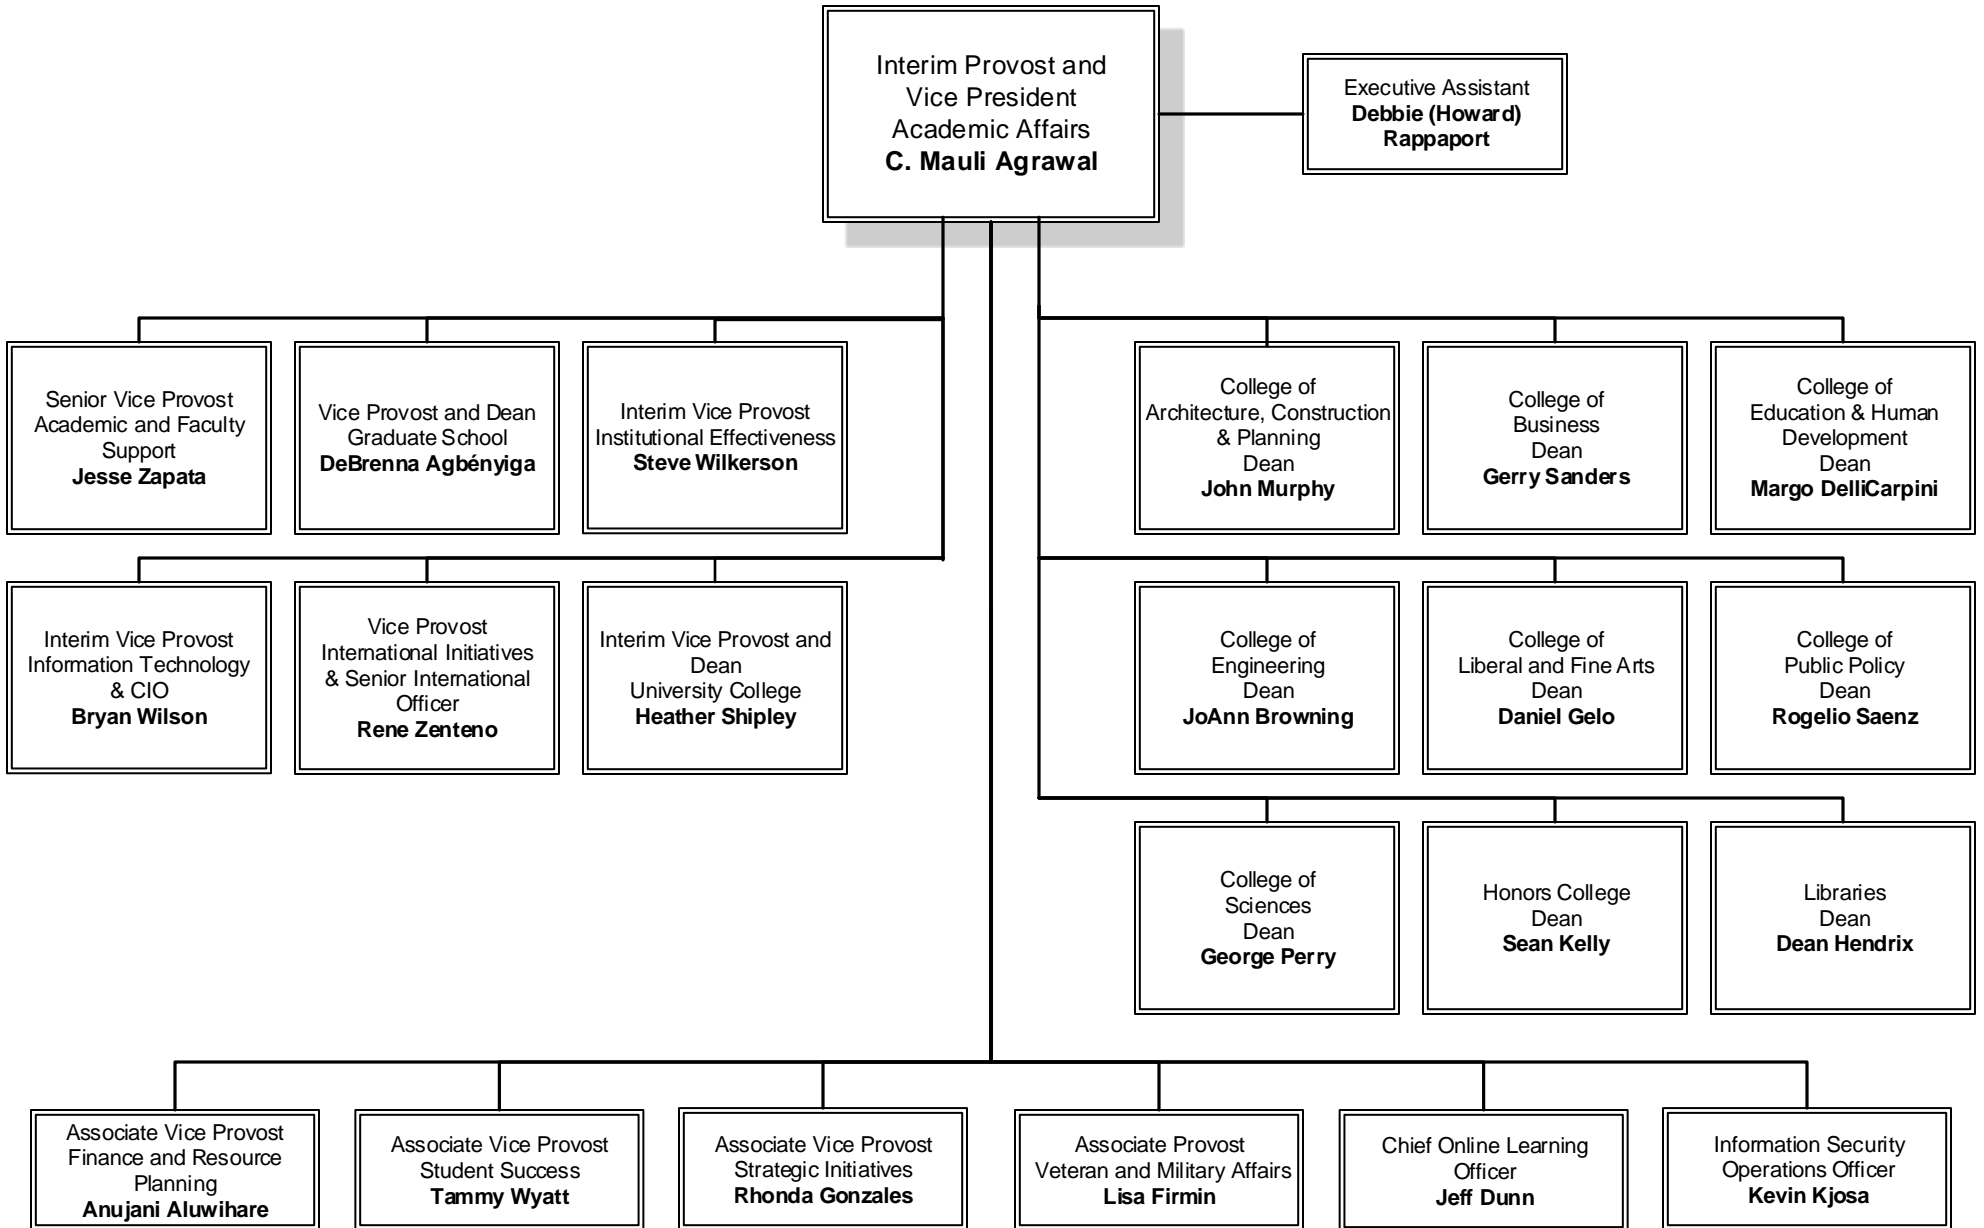 Interim Provost and
Vice President
Academic Affairs
C. Mauli Agrawal
Executive Assistant
Debbie (Howard)
Rappaport
Senior Vice Provost
Academic and Faculty
Support
Jesse Zapata
Vice Provost and Dean
Graduate School
DeBrenna Agbényiga
Interim Vice Provost
Institutional Effectiveness
Steve Wilkerson
College of
Architecture, Construction
& Planning
Dean
John Murphy
College of
Business
Dean
Gerry Sanders
College of
Education & Human
Development
Dean
Margo DelliCarpini
Interim Vice Provost
Information Technology
& CIO
Bryan Wilson
Vice Provost
International Initiatives
& Senior International
Officer
Rene Zenteno
Interim Vice Provost and
Dean
University College
Heather Shipley
College of
Engineering
Dean
JoAnn Browning
College of
Liberal and Fine Arts
Dean
Daniel Gelo
College of
Public Policy
Dean
Rogelio Saenz
College of
Sciences
Dean
George Perry
Honors College
Dean
Sean Kelly
Libraries
Dean
Dean Hendrix
Associate Vice Provost
Finance and Resource
Planning
Anujani Aluwihare
Associate Vice Provost
Student Success
Tammy Wyatt
Associate Vice Provost
Strategic Initiatives
Rhonda Gonzales
Associate Provost
Veteran and Military Affairs
Lisa Firmin
Chief Online Learning
Officer
Jeff Dunn
Information Security
Operations Officer
Kevin Kjosa